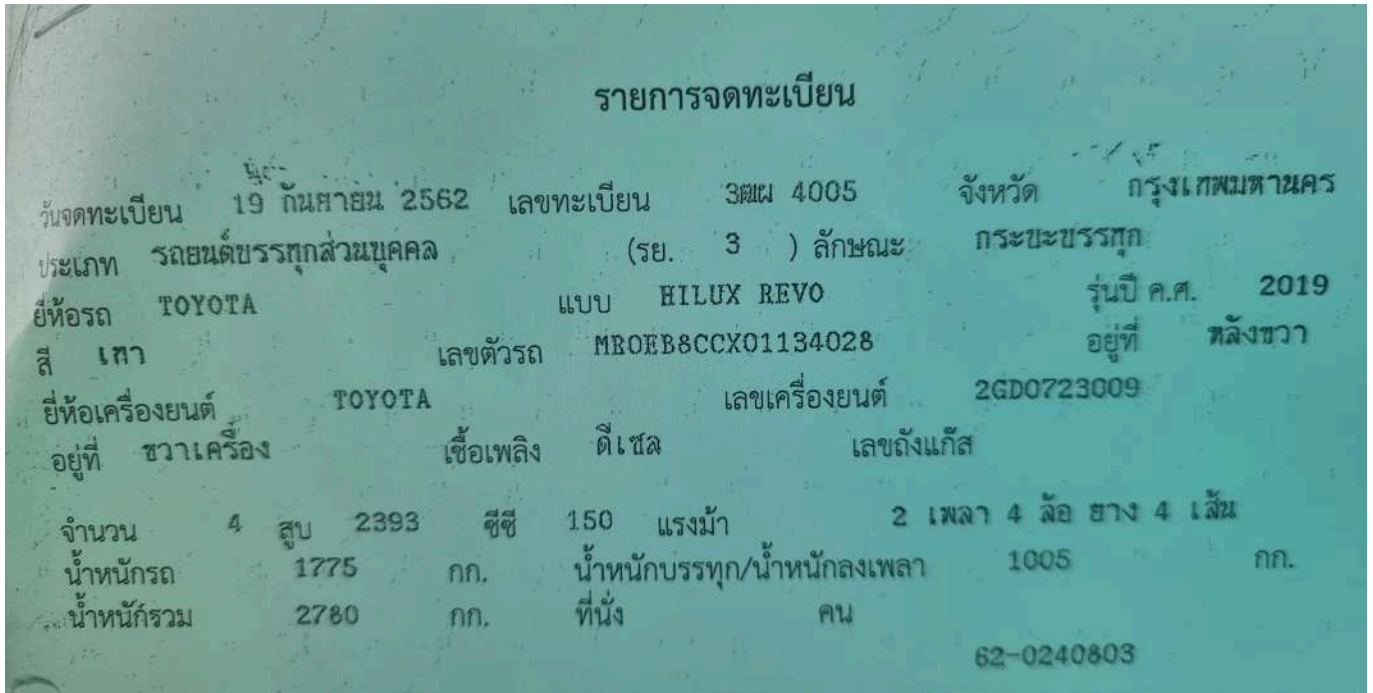 รายการจดทะเบียน
วันจดทะเบียน 19 กันยายน 2562 เลขทะเบียน 3ฒผ 4005 จังหวัด กรุงเทพมหานคร
ประเภท รถยนต์บรรทุกส่วนบุคคล (รย. 3 ) ลักษณะ กระบะบรรทุก
ยี่ห้อรถ TOYOTA แบบ HILUX REVO รุ่นปี ค.ศ. 2019
สี เทา เลขตัวรถ MR0EB8CCX01134028 อยู่ที่ หลังขวา
ยี่ห้อเครื่องยนต์ TOYOTA เลขเครื่องยนต์ 2GD0723009
อยู่ที่ ขวาเครื่อง เชื้อเพลิง ดีเซล เลขถังแก๊ส
จำนวน 4 สูบ 2393 ซีซี 150 แรงม้า 2 เพลา 4 ล้อ ยาง 4 เส้น
น้ำหนักรถ 1775 กก. น้ำหนักบรรทุก/น้ำหนักลงเพลา 1005 กก.
น้ำหนักรวม 2780 กก. ที่นั่ง คน
62-0240803